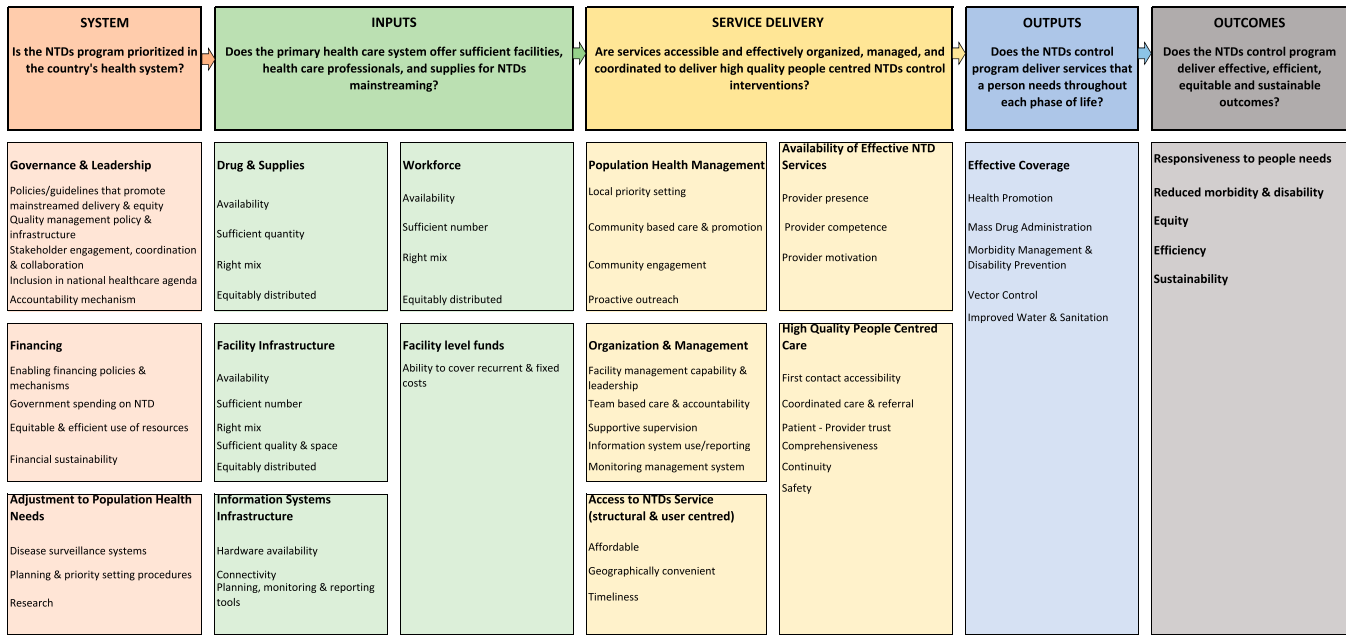 SYSTEM
Is the NTDs program prioritized in
the country's health system?
INPUTS
Does the primary health care system offer sufficient facilities,
health care professionals, and supplies for NTDs
mainstreaming?
SERVICE DELIVERY
Are services accessible and effectively organized, managed, and
coordinated to deliver high quality people centred NTDs control
interventions?
OUTPUTS
Does the NTDs control
program deliver services that
a person needs throughout
each phase of life?
OUTCOMES
Does the NTDs control program
deliver effective, efficient,
equitable and sustainable
outcomes?
Governance & Leadership
Policies/guidelines that promote
mainstreamed delivery & equity
Quality management policy &
infrastructure
Stakeholder engagement, coordination
& collaboration
Inclusion in national healthcare agenda
Accountability mechanism
Financing
Enabling financing policies &
mechanisms
Government spending on NTD
Equitable & efficient use of resources
Financial sustainability
Adjustment to Population Health
Needs
Disease surveillance systems
Planning & priority setting procedures
Research
Drug & Supplies
Availability
Sufficient quantity
Right mix
Equitably distributed
Facility Infrastructure
Availability
Sufficient number
Right mix
Sufficient quality & space
Equitably distributed
Information Systems
Infrastructure
Hardware availability
Connectivity
Planning, monitoring & reporting
tools
Workforce
Availability
Sufficient number
Right mix
Equitably distributed
Facility level funds
Ability to cover recurrent & fixed
costs
Population Health Management
Local priority setting
Community based care & promotion
Community engagement
Proactive outreach
Organization & Management
Facility management capability &
leadership
Team based care & accountability
Supportive supervision
Information system use/reporting
Monitoring management system
Access to NTDs Service
(structural & user centred)
Affordable
Geographically convenient
Timeliness
Availability of Effective NTD
Services
Provider presence
Provider competence
Provider motivation
High Quality People Centred
Care
First contact accessibility
Coordinated care & referral
Patient - Provider trust
Comprehensiveness
Continuity
Safety
Effective Coverage
Health Promotion
Mass Drug Administration
Morbidity Management &
Disability Prevention
Vector Control
Improved Water & Sanitation
Responsiveness to people needs
Reduced morbidity & disability
Equity
Efficiency
Sustainability